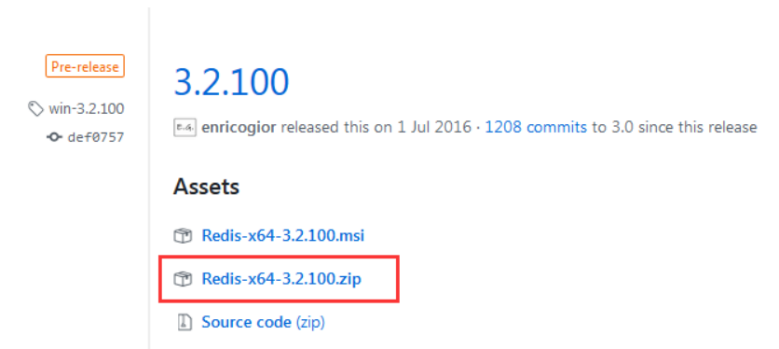 Pre-release
win-3.2.100
def0757
3.2.100
E.G. enricogior released this on 1 Jul 2016 · 1208 commits to 3.0 since this release
Assets
Redis-x64-3.2.100.msi
Redis-x64-3.2.100.zip
Source code (zip)